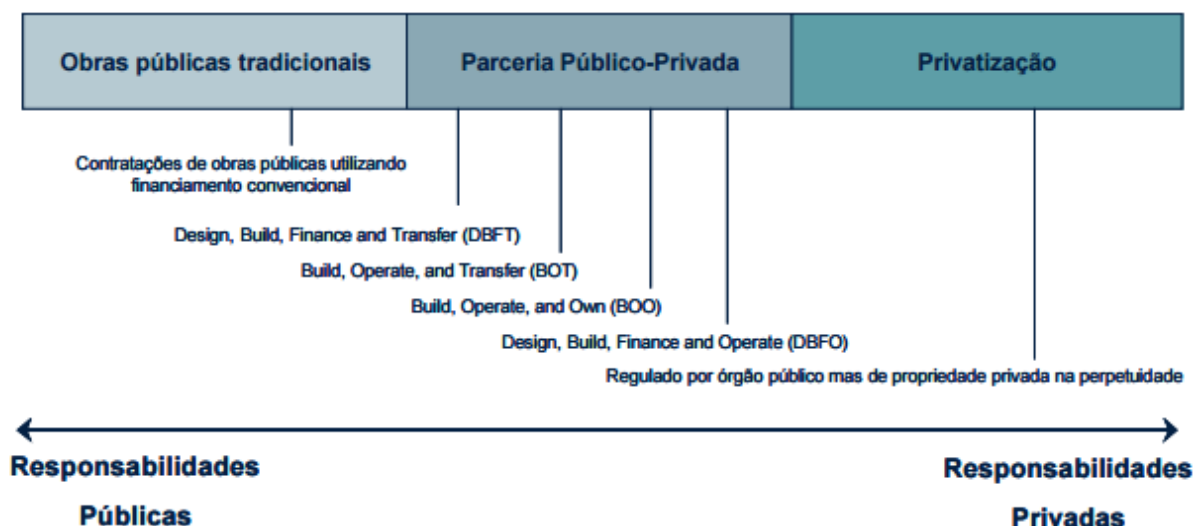 Obras públicas tradicionais
Parceria Público-Privada
Privatização
Contratações de obras públicas utilizando
financiamento convencional
Design, Build, Finance and Transfer (DBFT)
Build, Operate, and Transfer (BOT)
Build, Operate, and Own (BOO)
Design, Build, Finance and Operate (DBFO)
Regulado por órgão público mas de propriedade privada na perpetuidade
Responsabilidades
Públicas
Responsabilidades
Privadas